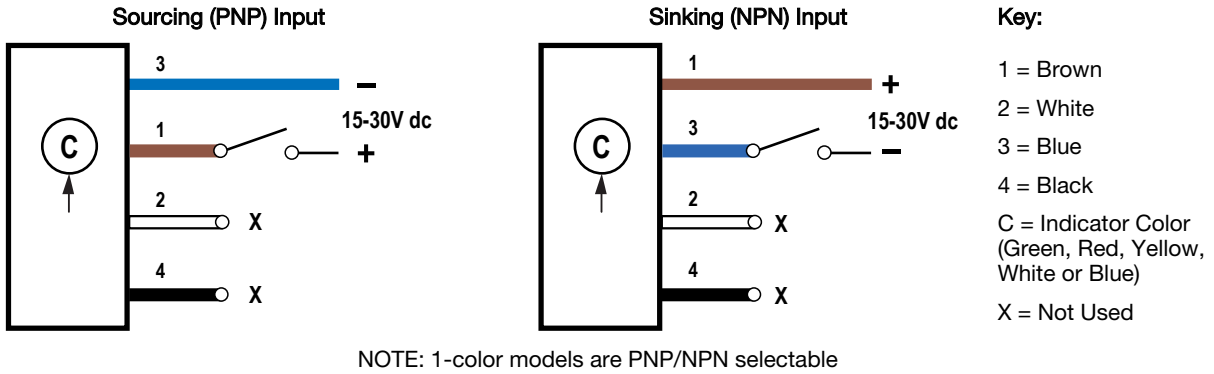 Sourcing (PNP) Input
3
−
15-30V dc
1
+
C
2
X
4
X
Sinking (NPN) Input
1
+
15-30V dc
3
−
C
2
X
4
X
Key:
1 = Brown
2 = White
3 = Blue
4 = Black
C = Indicator Color
(Green, Red, Yellow,
White or Blue)
X = Not Used
NOTE: 1-color models are PNP/NPN selectable